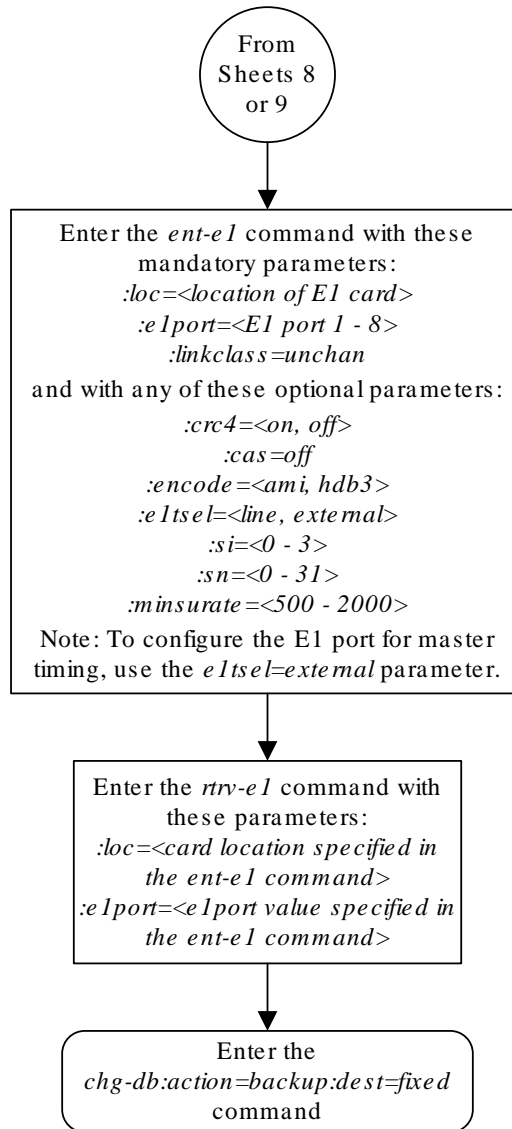 From
Sheets 8
or 9
Enter the ent-e1 command with these
mandatory parameters:
:loc=<location of E1 card>
:e1port=<E1 port 1 - 8>
:linkclass=unchan
and with any of these optional parameters:
:crc4=<on, off>
:cas=off
:encode=<ami, hdb3>
:e1tsel=<line, external>
:si=<0 - 3>
:sn=<0 - 31>
:minsurate=<500 - 2000>
Note: To configure the E1 port for master
timing, use the e1tsel=external parameter.
Enter the rtrv-e1 command with
these parameters:
:loc=<card location specified in
the ent-e1 command>
:e1port=<e1port value specified in
the ent-e1 command>
Enter the
chg-db:action=backup:dest=fixed
command